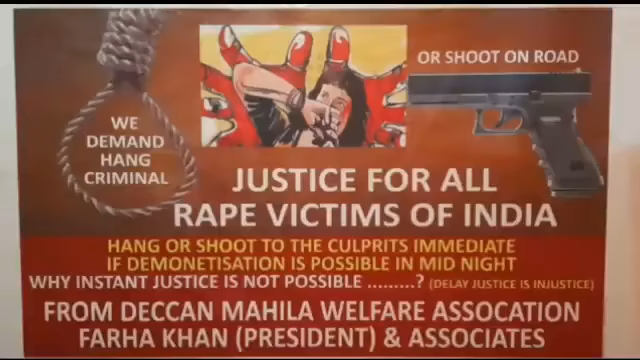 OR SHOOT ON ROAD
WE
DEMAND
HANG
CRIMINAL
JUSTICE FOR ALL
RAPE VICTIMS OF INDIA
HANG OR SHOOT TO THE CULPRITS IMMEDIATE
IF DEMONETISATION IS POSSIBLE IN MID NIGHT
WHY INSTANT JUSTICE IS NOT POSSIBLE .........? (DELAY JUSTICE IS INJUSTICE)
FROM DECCAN MAHILA WELFARE ASSOCATION
FARHA KHAN (PRESIDENT) & ASSOCIATES